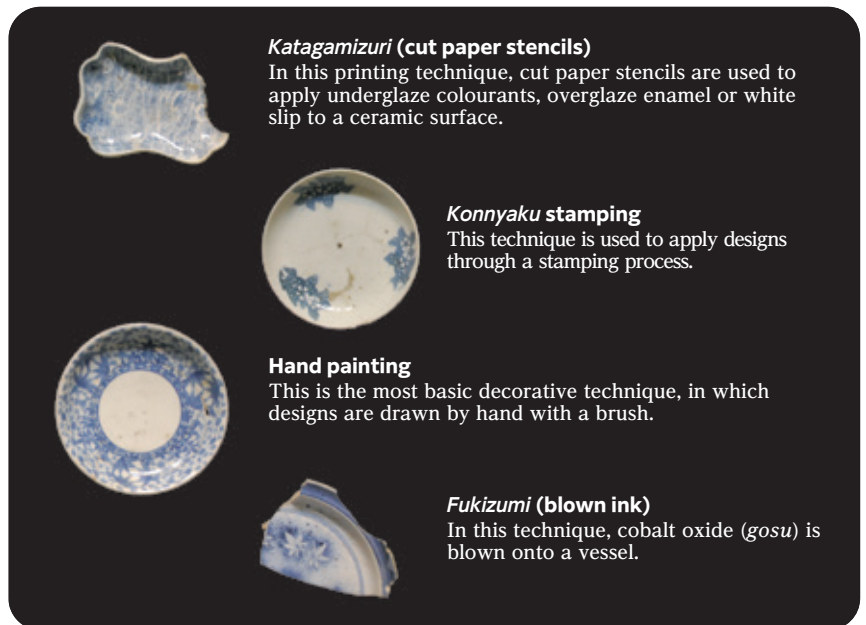 Katagamizuri (cut paper stencils)
In this printing technique, cut paper stencils are used to
apply underglaze colourants, overglaze enamel or white
slip to a ceramic surface.
Konnyaku stamping
This technique is used to apply designs
through a stamping process.
Hand painting
This is the most basic decorative technique, in which
designs are drawn by hand with a brush.
Fukizumi (blown ink)
In this technique, cobalt oxide (gosu) is
blown onto a vessel.